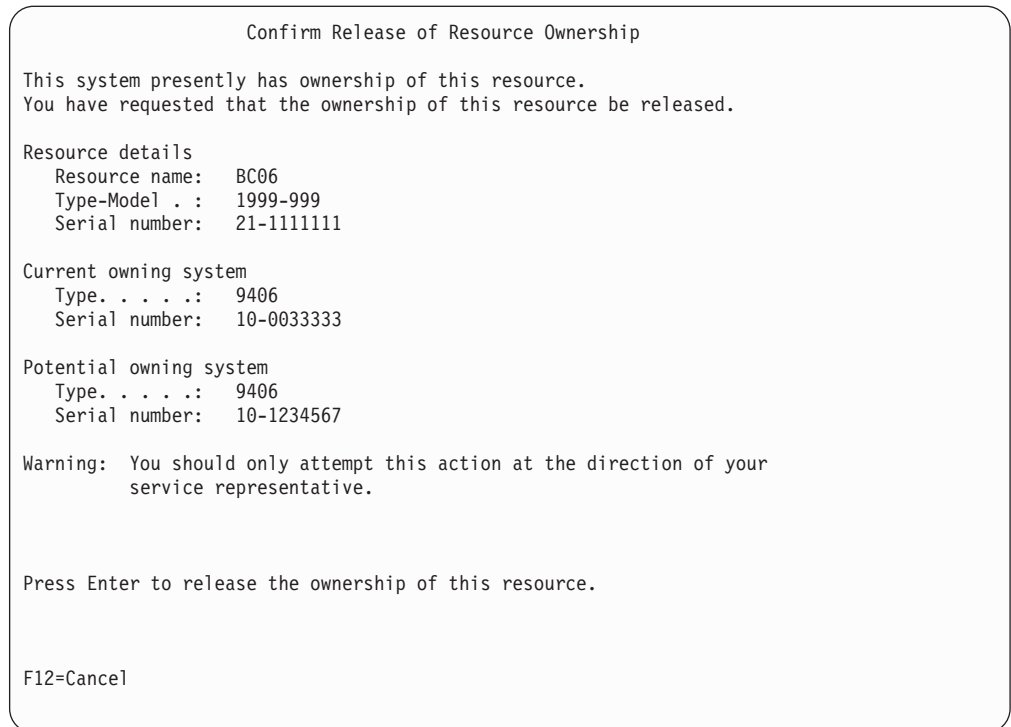 Confirm Release of Resource Ownership
This system presently has ownership of this resource.
You have requested that the ownership of this resource be released.
Resource details
Resource name: BC06
Type-Model . : 1999-999
Serial number: 21-1111111
Current owning system
Type. . . . .: 9406
Serial number: 10-0033333
Potential owning system
Type. . . . .: 9406
Serial number: 10-1234567
Warning: You should only attempt this action at the direction of your
service representative.
Press Enter to release the ownership of this resource.
F12=Cancel